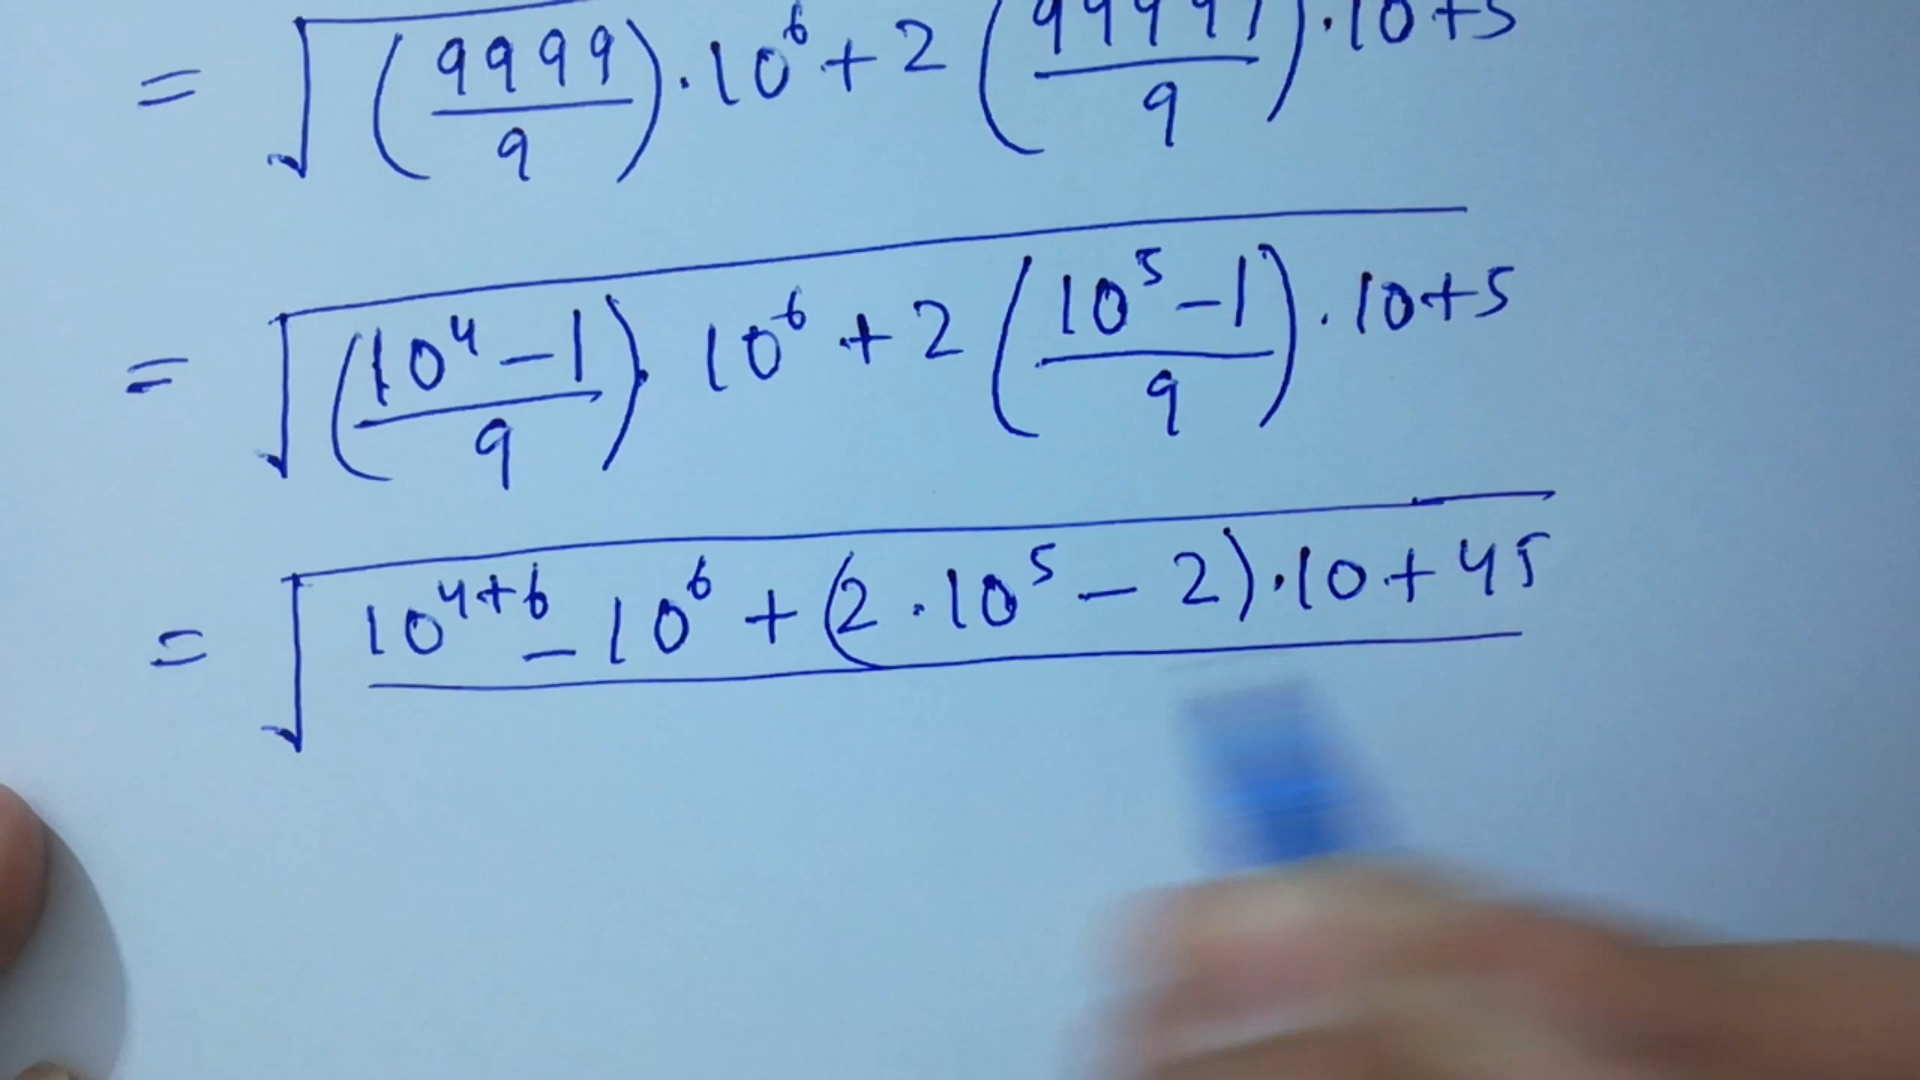 = √(9999/9).10⁶+2(99999/9).10+5
= √(10⁴-1/9).10⁶+2(10⁵-1/9).10+5
= √10⁴⁺⁶-10⁶+(2.10⁵-2).10+45